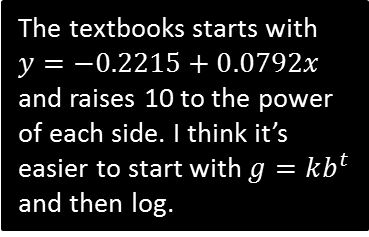 The textbooks starts with
y = −0.2215 + 0.0792x
and raises 10 to the power
of each side. I think it’s
easier to start with g = kbᵗ
and then log.